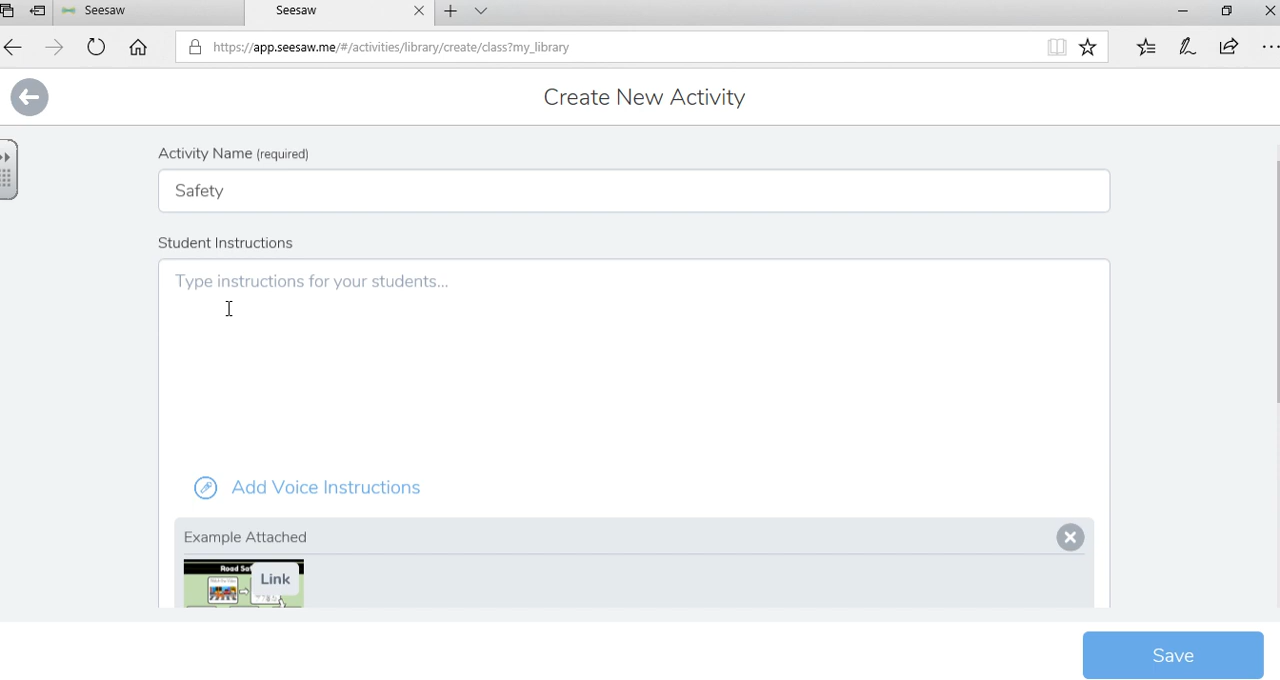 Seesaw
Seesaw
https://app.seesaw.me/#/activities/library/create/class?my_library
Create New Activity
Activity Name (required)
Safety
Student Instructions
Type instructions for your students...
Add Voice Instructions
Example Attached
Road
Link
Save